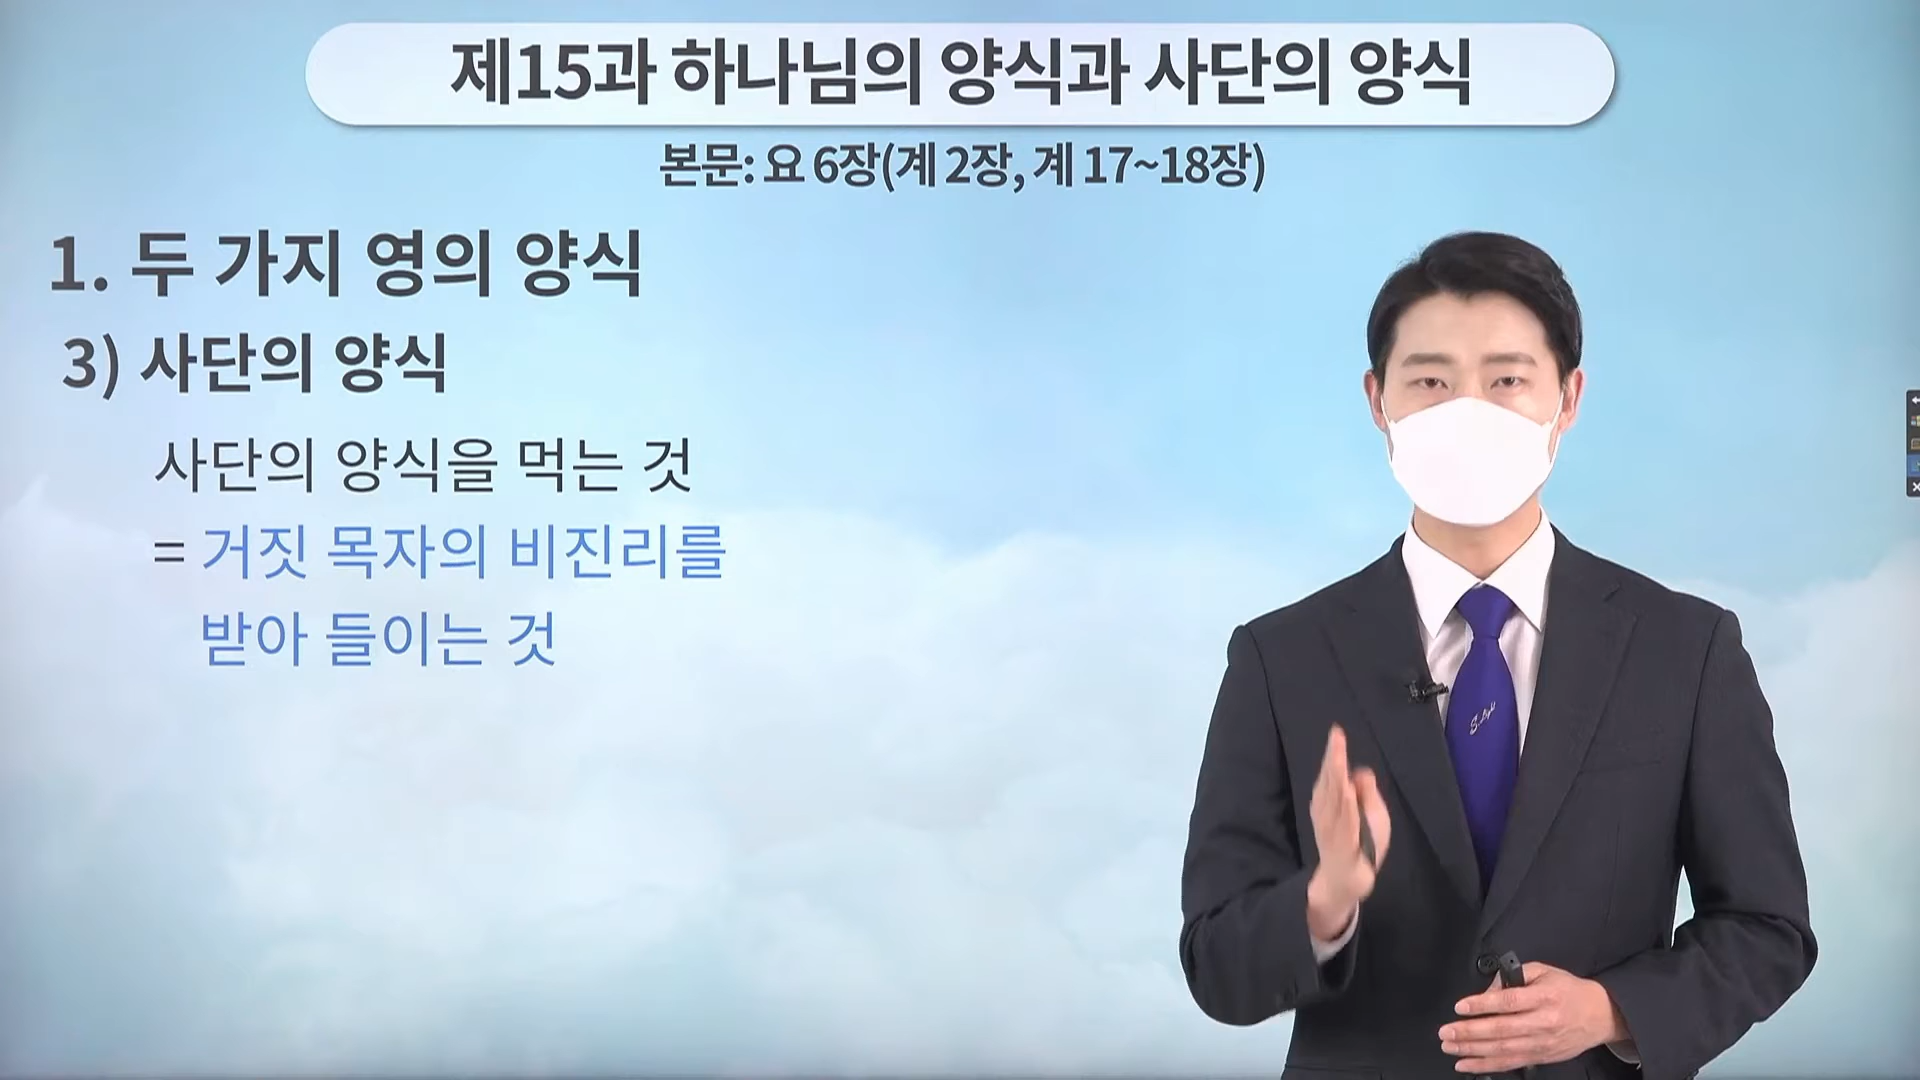 제15과 하나님의 양식과 사단의 양식
본문: 요 6장(계 2장, 계 17~18장)
1. 두 가지 영의 양식
3) 사단의 양식
사단의 양식을 먹는 것
= 거짓 목자의 비진리를
받아 들이는 것